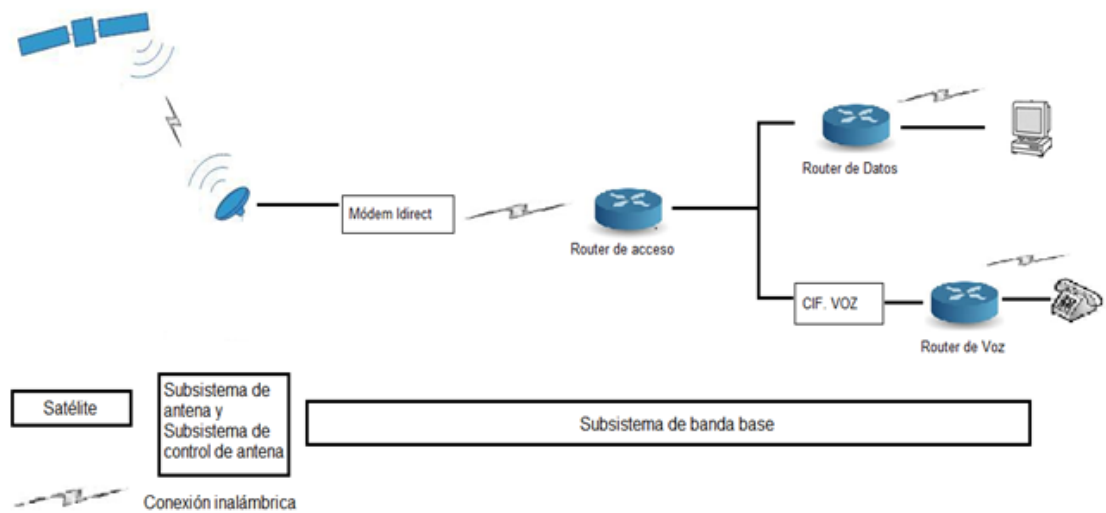 Router de Datos
Módem Idirect
Router de acceso
CIF. VOZ
Router de Voz
Satélite
Subsistema de
antena y
Subsistema de
control de antena
Subsistema de banda base
Conexión inalámbrica